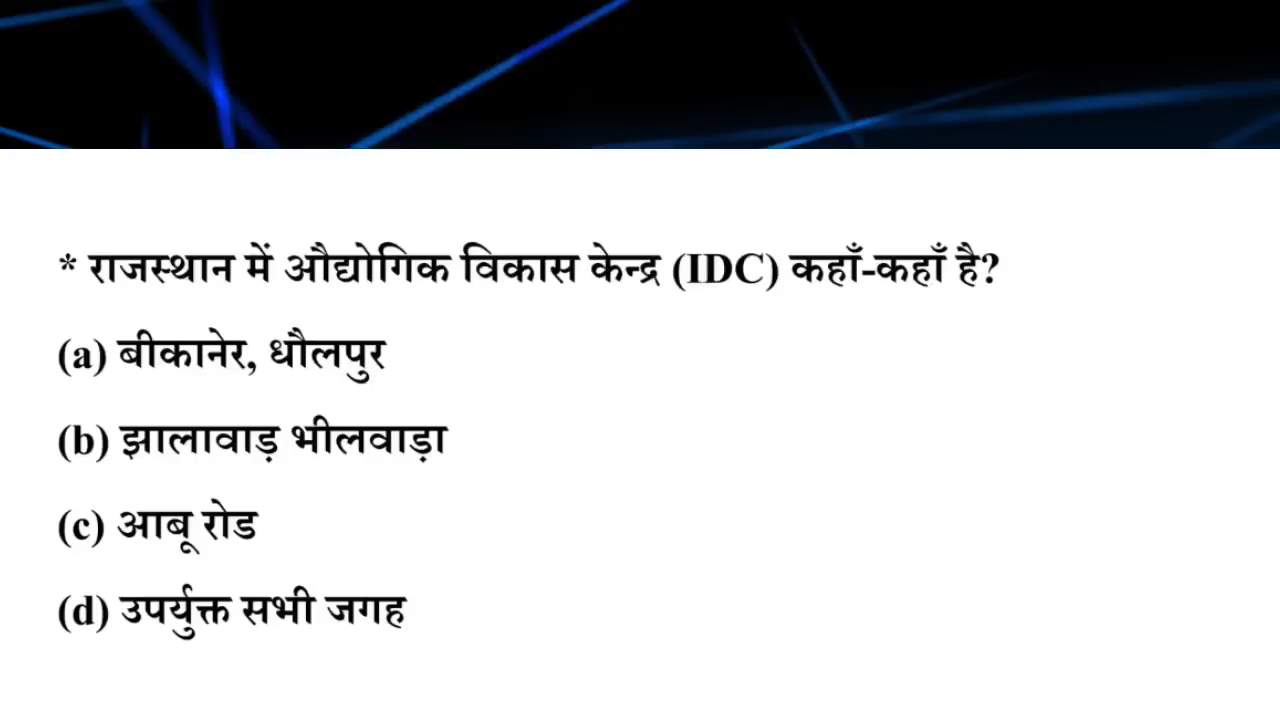 * राजस्थान में औद्योगिक विकास केन्द्र (IDC) कहाँ-कहाँ है?
(a) बीकानेर, धौलपुर
(b) झालावाड़ भीलवाड़ा
(c) आबू रोड
(d) उपर्युक्त सभी जगह